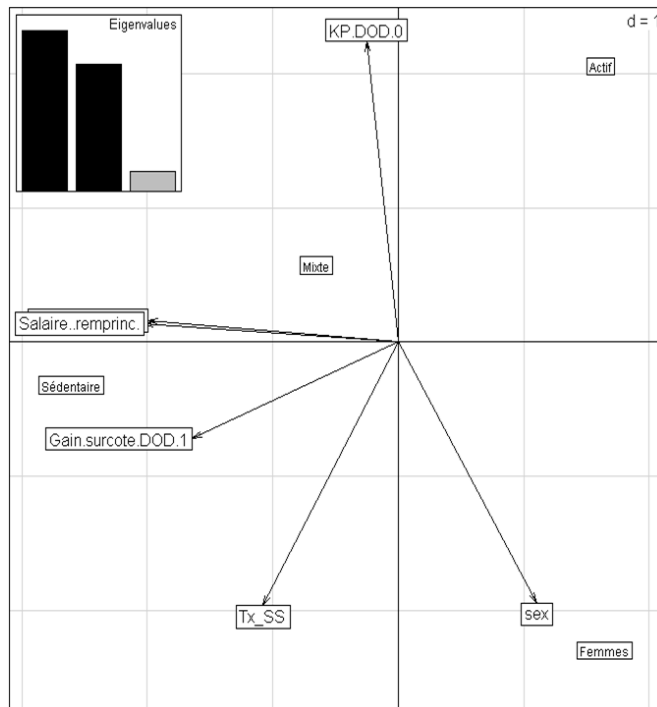 Eigenvalues
KP.DOD.0
d = 1
Actif
Mixte
Salaire..remprinc.
Sédentaire
Gain.surcote.DOD.1
Tx_SS
sex
Femmes